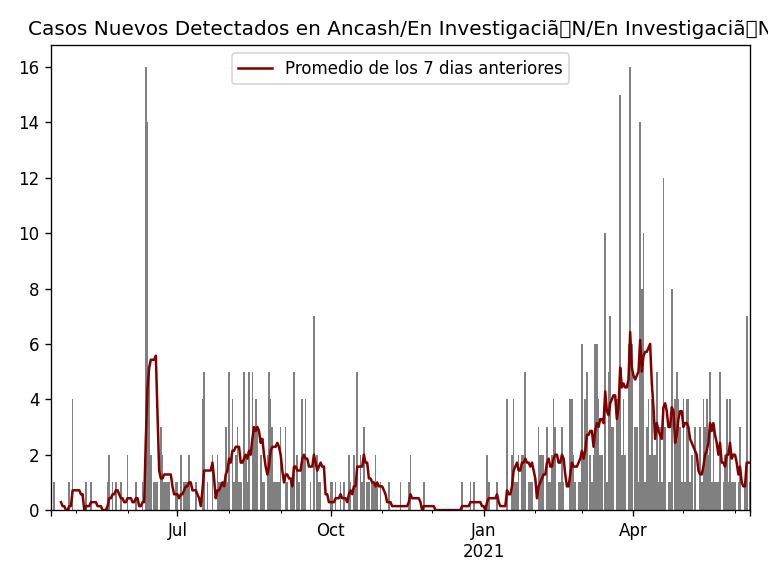 Casos Nuevos Detectados en Ancash/En Investigaciã�N/En Investigaciã�N
Promedio de los 7 dias anteriores
16
14
12
10
8
6
4
2
0
Jul
Oct
Jan
Apr
2021